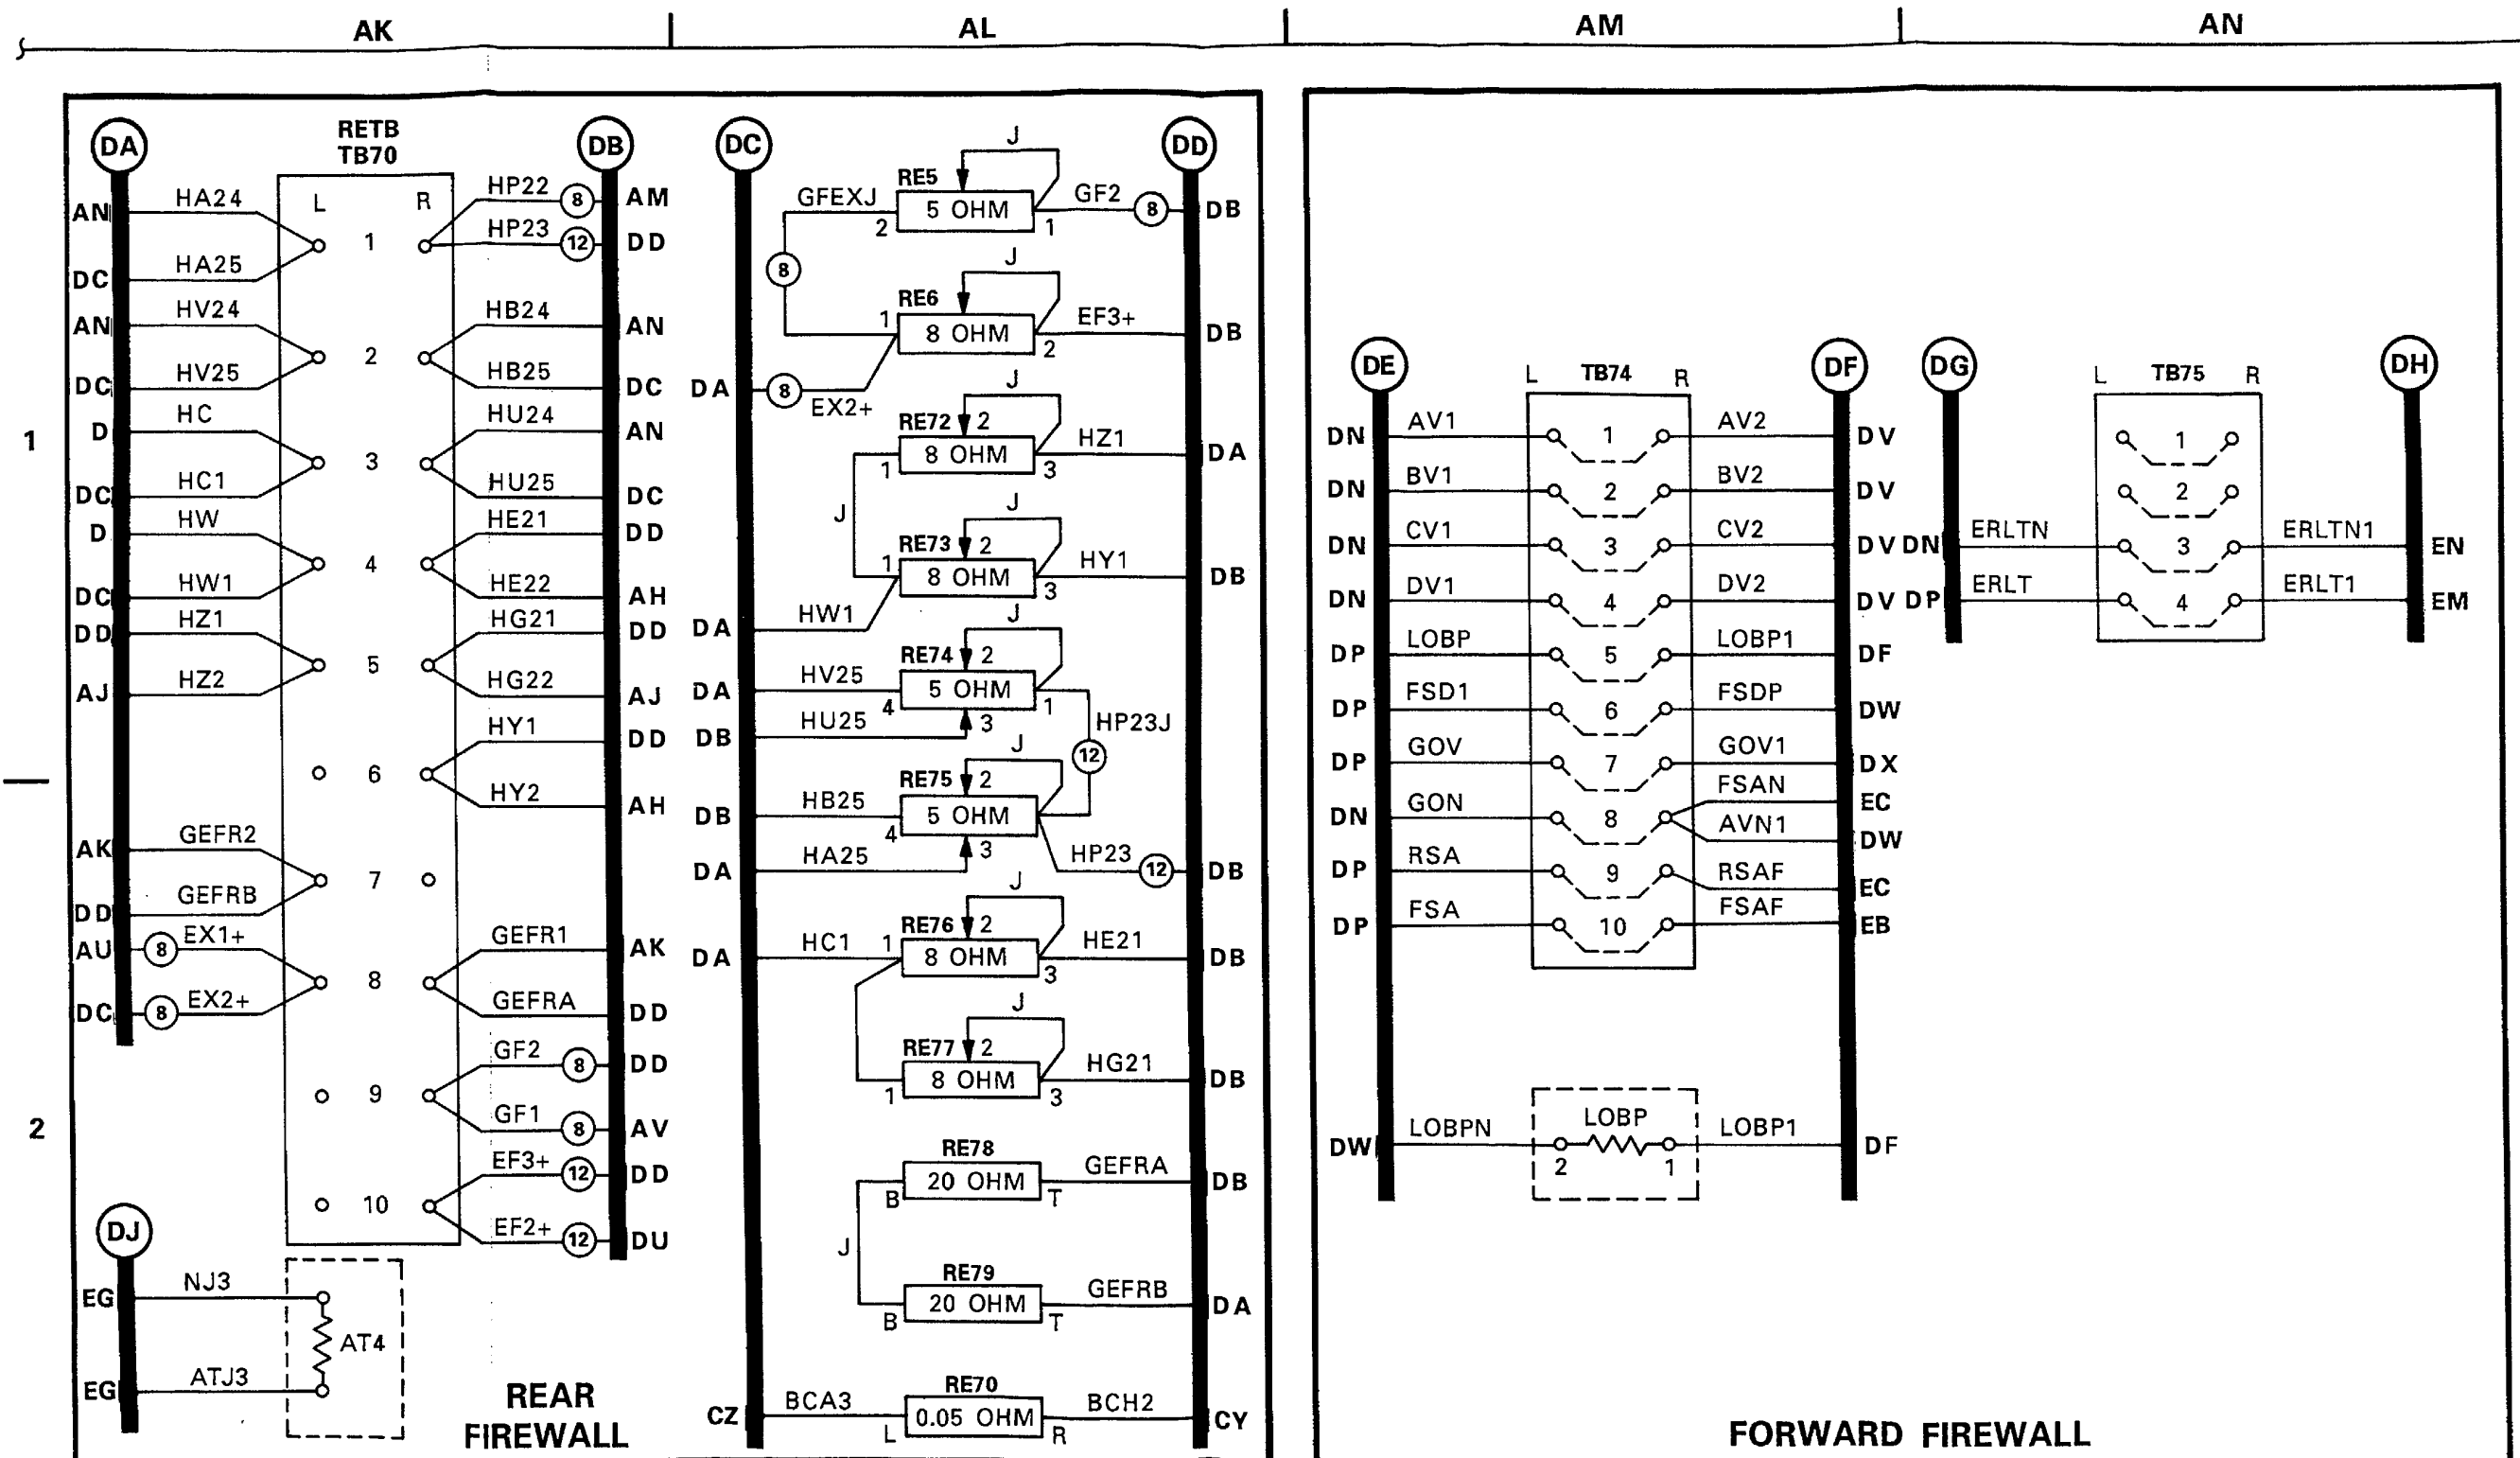 AK AL AM AN
1
2
DA RETB TB70 DB
L R
AN HA24 1 HP22 8 AM
DC HA25 HP23 12 DD
AN HV24 2 HB24 AN
DC HV25 HB25 DC
D HC 3 HU24 AN
DC HC1 HU25 DC
D HW 4 HE21 DD
DC HW1 HE22 AH
DD HZ1 5 HG21 DD
AJ HZ2 HG22 AJ
6 HY1 DD
HY2 AH
AK GEFR2 7
DD GEFRB
AU 8 EX1+ 8 GEFR1 AK
DC 8 EX2+ GEFRA DD
9 GF2 8 DD
GF1 8 AV
10 EF3+ 12 DD
EF2+ 12 DU
DJ
EG NJ3
AT4
EG ATJ3
REAR
FIREWALL
DC DD
J
RE5
GFEXJ 2 5 OHM 1 GF2 8 DB
8
J
RE6
1 8 OHM 2 EF3+ DB
DA 8 EX2+
J
RE72 2
1 8 OHM 3 HZ1 DA
J
J
RE73 2
1 8 OHM 3 HY1 DB
DA HW1
J
RE74 2
DA HV25 4 5 OHM 1
DB HU25 3
HP23J
12
J
RE75 2
DB HB25 4 5 OHM
DA HA25 3 HP23 12 DB
J
RE76 2
DA HC1 1 8 OHM 3 HE21 DB
J
RE77 2
1 8 OHM 3 HG21 DB
RE78
B 20 OHM T GEFRA DB
J
RE79
B 20 OHM T GEFRB DA
RE70
CZ BCA3 L 0.05 OHM R BCH2 CY
DE L TB74 R DF
DN AV1 1 AV2 DV
DN BV1 2 BV2 DV
DN CV1 3 CV2 DV
DN DV1 4 DV2 DV
DP LOBP 5 LOBP1 DF
DP FSD1 6 FSDP DW
DP GOV 7 GOV1 DX
DN GON 8 FSAN EC
AVN1 DW
DP RSA 9 RSAF EC
DP FSA 10 FSAF EB
DW LOBPN 2 LOBP 1 LOBP1 DF
DG L TB75 R DH
1
2
DN ERLTN 3 ERLTN1 EN
DP ERLT 4 ERLT1 EM
FORWARD FIREWALL